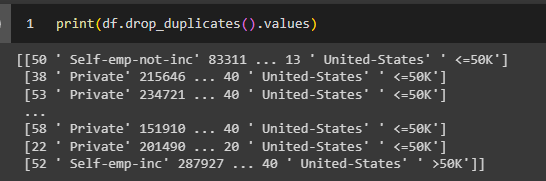 1 print(df.drop_duplicates().values)
[[50 ' Self-emp-not-inc' 83311 ... 13 ' United-States' ' <=50K']
[38 ' Private' 215646 ... 40 ' United-States' ' <=50K']
[53 ' Private' 234721 ... 40 ' United-States' ' <=50K']
...
[58 ' Private' 151910 ... 40 ' United-States' ' <=50K']
[22 ' Private' 201490 ... 20 ' United-States' ' <=50K']
[52 ' Self-emp-inc' 287927 ... 40 ' United-States' ' >50K']]